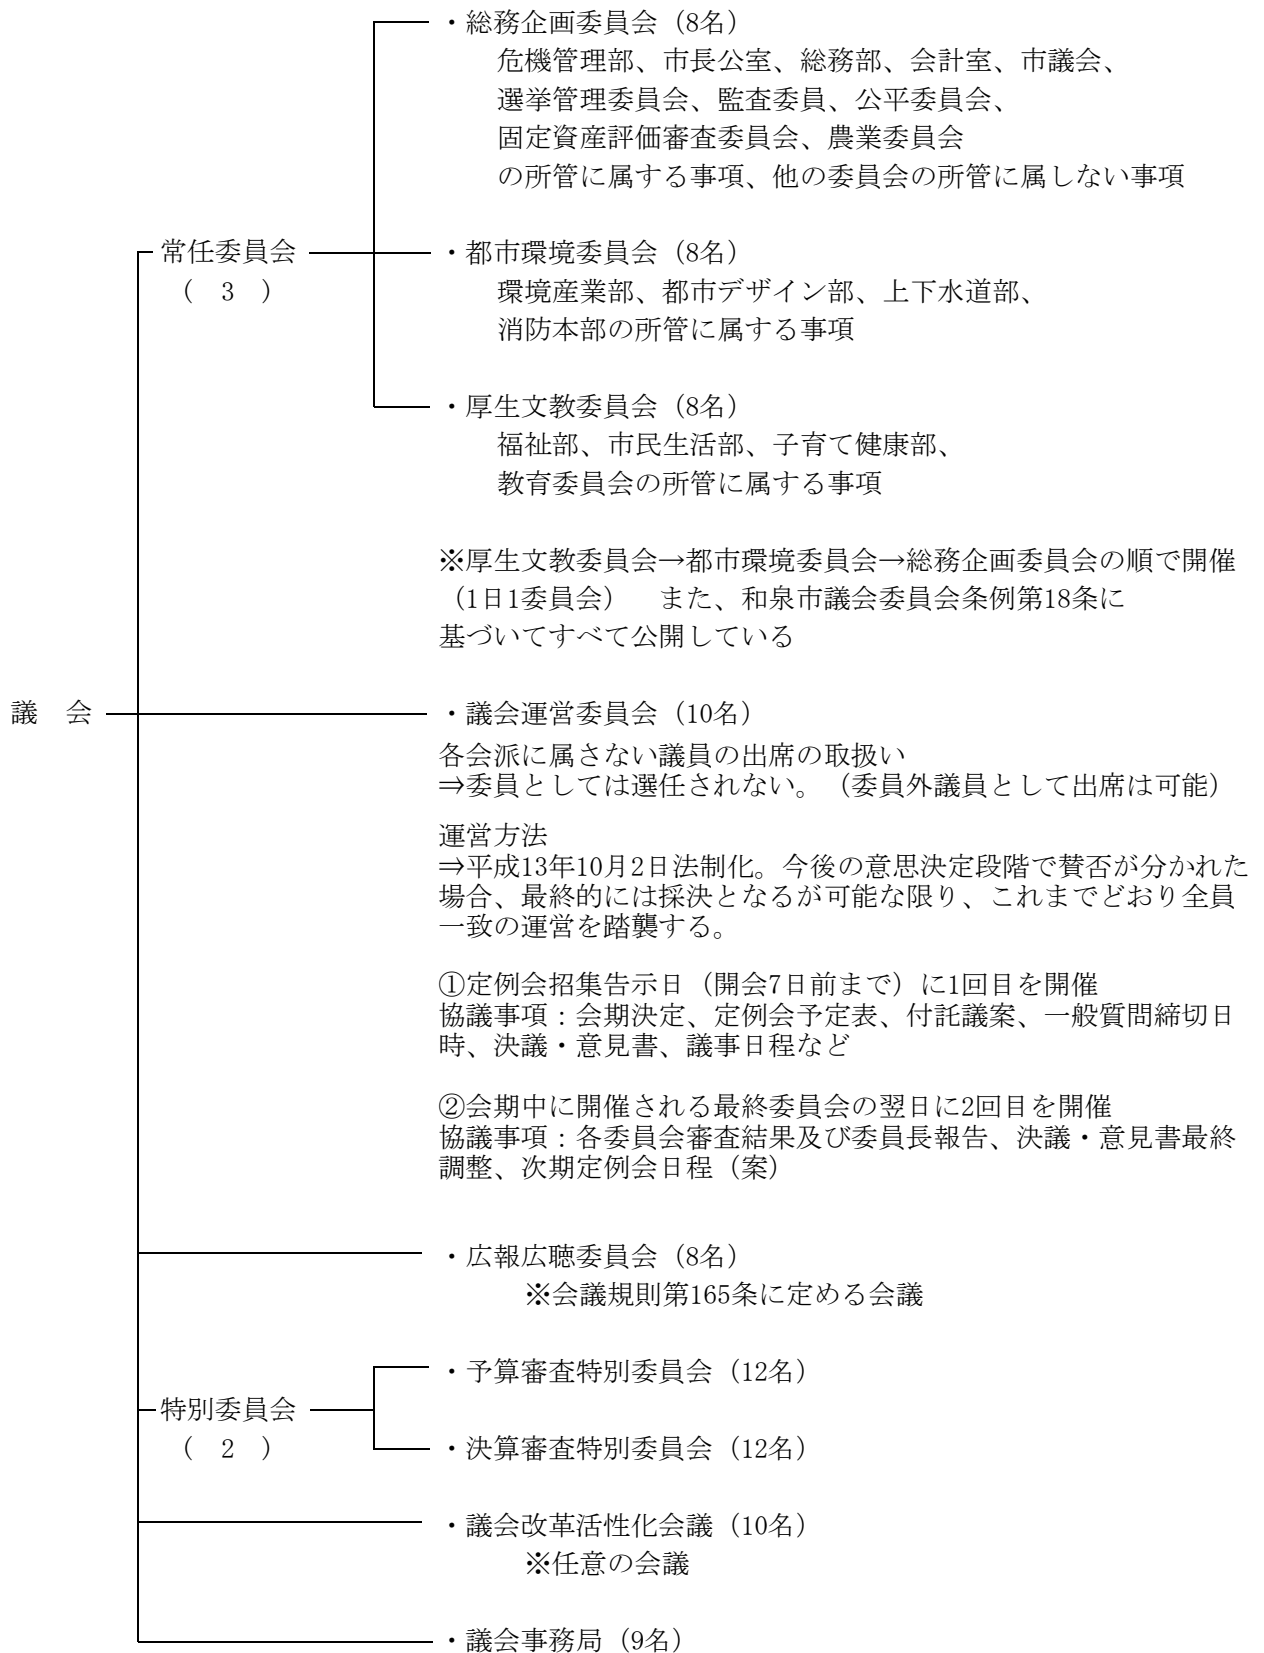 ・総務企画委員会（8名）
危機管理部、市長公室、総務部、会計室、市議会、
選挙管理委員会、監査委員、公平委員会、
固定資産評価審査委員会、農業委員会
の所管に属する事項、他の委員会の所管に属しない事項
常任委員会
（　3　）
・都市環境委員会（8名）
環境産業部、都市デザイン部、上下水道部、
消防本部の所管に属する事項
・厚生文教委員会（8名）
福祉部、市民生活部、子育て健康部、
教育委員会の所管に属する事項
※厚生文教委員会→都市環境委員会→総務企画委員会の順で開催
（1日1委員会）　また、和泉市議会委員会条例第18条に
基づいてすべて公開している
議　会
・議会運営委員会（10名）
各会派に属さない議員の出席の取扱い
⇒委員としては選任されない。（委員外議員として出席は可能）
運営方法
⇒平成13年10月2日法制化。今後の意思決定段階で賛否が分かれた
場合、最終的には採決となるが可能な限り、これまでどおり全員
一致の運営を踏襲する。
①定例会招集告示日（開会7日前まで）に1回目を開催
協議事項：会期決定、定例会予定表、付託議案、一般質問締切日
時、決議・意見書、議事日程など
②会期中に開催される最終委員会の翌日に2回目を開催
協議事項：各委員会審査結果及び委員長報告、決議・意見書最終
調整、次期定例会日程（案）
・広報広聴委員会（8名）
※会議規則第165条に定める会議
特別委員会
（　2　）
・予算審査特別委員会（12名）
・決算審査特別委員会（12名）
・議会改革活性化会議（10名）
※任意の会議
・議会事務局（9名）